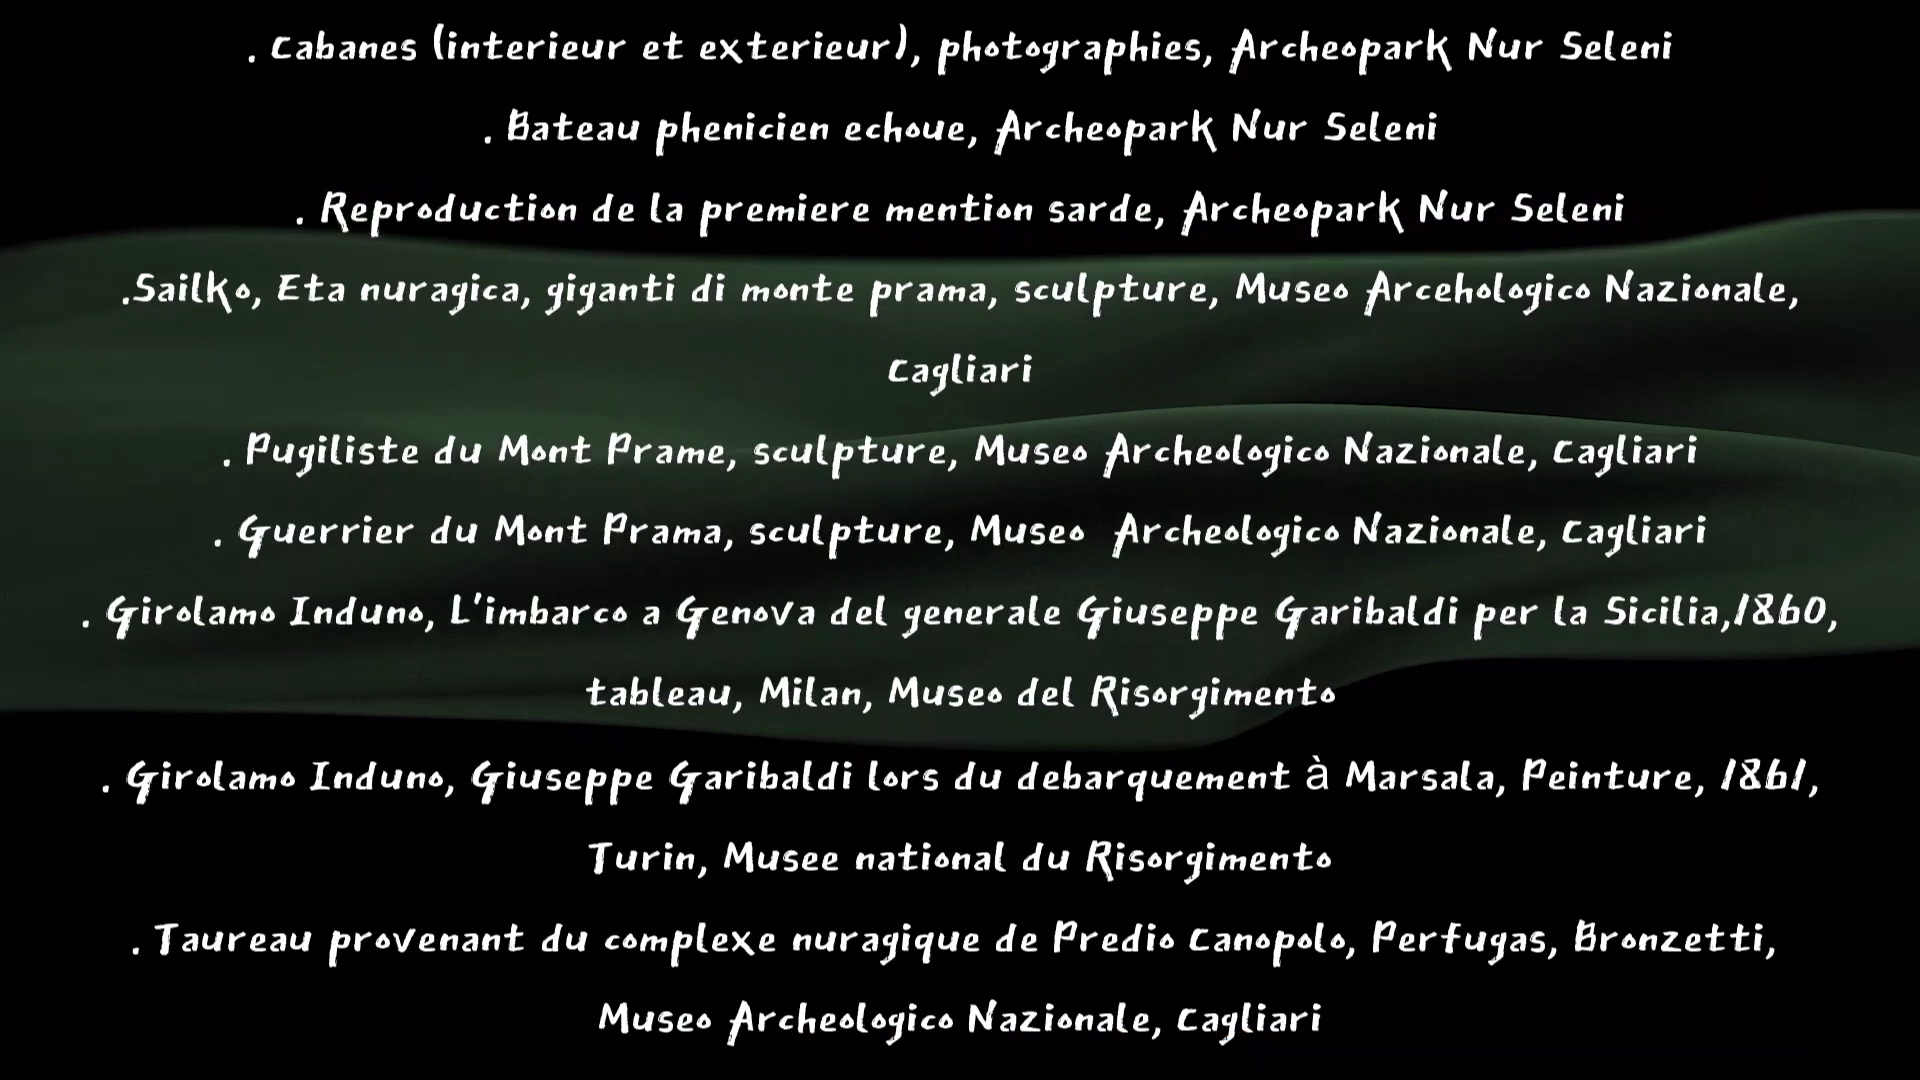 . Cabanes (interieur et exterieur), photographies, Archeopark Nur Seleni
. Bateau phenicien echoue, Archeopark Nur Seleni
. Reproduction de la premiere mention sarde, Archeopark Nur Seleni
.Sailko, Eta nuragica, giganti di monte prama, sculpture, Museo Arcehologico Nazionale,
Cagliari
. Pugiliste du Mont Prame, sculpture, Museo Archeologico Nazionale, Cagliari
. Guerrier du Mont Prama, sculpture, Museo Archeologico Nazionale, Cagliari
. Girolamo Induno, L'imbarco a Genova del generale Giuseppe Garibaldi per la Sicilia,1860,
tableau, Milan, Museo del Risorgimento
. Girolamo Induno, Giuseppe Garibaldi lors du debarquement à Marsala, Peinture, 1861,
Turin, Musee national du Risorgimento
. Taureau provenant du complexe nuragique de Predio Canopolo, Perfugas, Bronzetti,
Museo Archeologico Nazionale, Cagliari